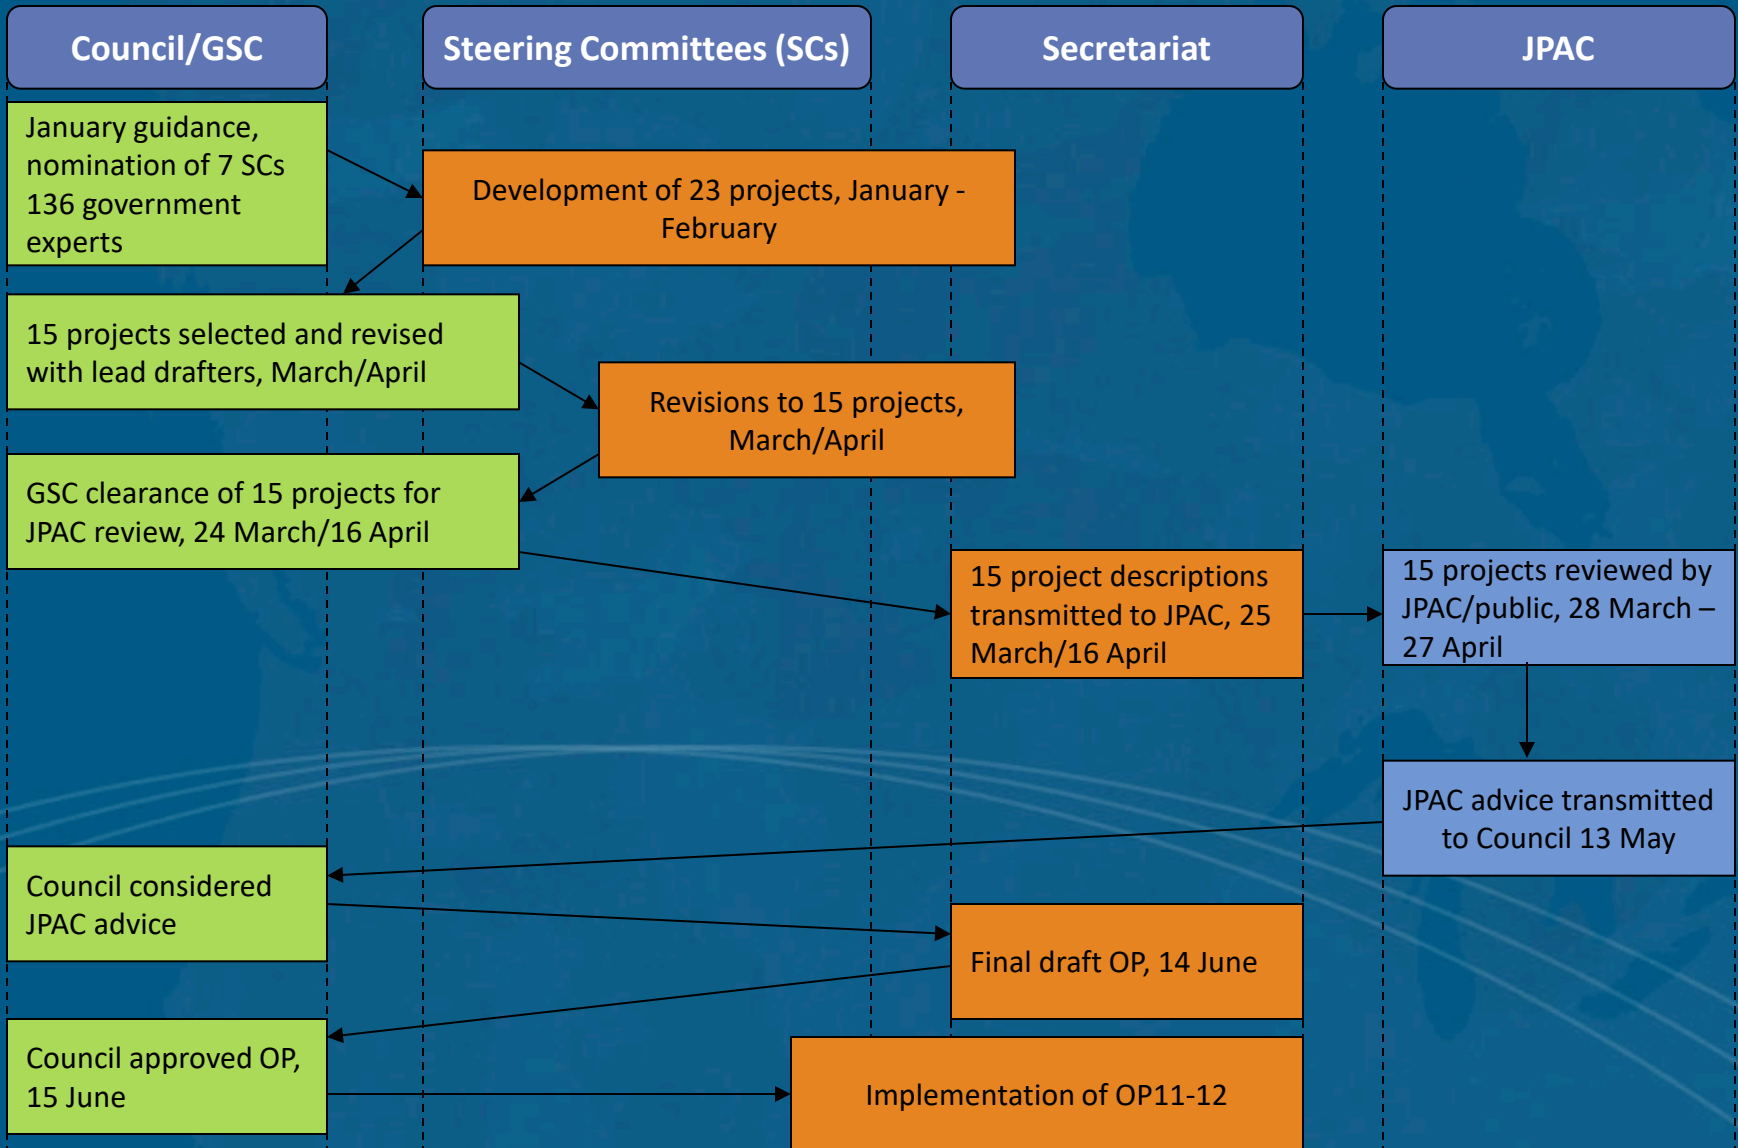 Council/GSC
Steering Committees (SCs)
Secretariat
JPAC
January guidance,
nomination of 7 SCs
136 government
experts
Development of 23 projects, January -
February
15 projects selected and revised
with lead drafters, March/April
Revisions to 15 projects,
March/April
GSC clearance of 15 projects for
JPAC review, 24 March/16 April
15 project descriptions
transmitted to JPAC, 25
March/16 April
15 projects reviewed by
JPAC/public, 28 March –
27 April
JPAC advice transmitted
to Council 13 May
Council considered
JPAC advice
Final draft OP, 14 June
Council approved OP,
15 June
Implementation of OP11-12